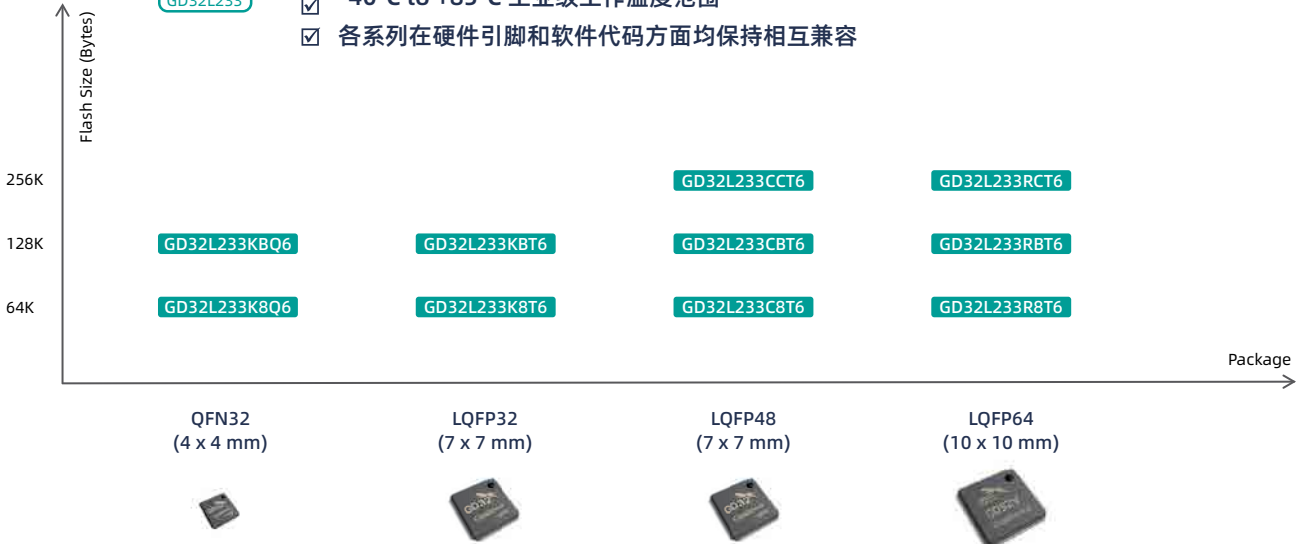 GD32L233
-40℃ to +85℃ 工业级工作温度范围
各系列在硬件引脚和软件代码方面均保持相互兼容
Flash Size (Bytes)
256K
GD32L233CCT6
GD32L233RCT6
128K
GD32L233KBQ6
GD32L233KBT6
GD32L233CBT6
GD32L233RBT6
64K
GD32L233K8Q6
GD32L233K8T6
GD32L233C8T6
GD32L233R8T6
Package
QFN32
(4 x 4 mm)
LQFP32
(7 x 7 mm)
LQFP48
(7 x 7 mm)
LQFP64
(10 x 10 mm)
GD32
GD32